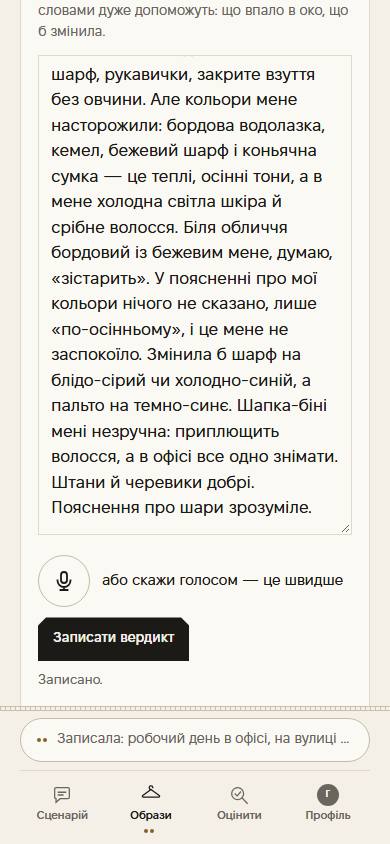 словами дуже допоможуть: що впало в око, що
б змінила.
шарф, рукавички, закрите взуття
без овчини. Але кольори мене
насторожили: бордова водолазка,
кемел, бежевий шарф і коньячна
сумка — це теплі, осінні тони, а в
мене холодна світла шкіра й
срібне волосся. Біля обличчя
бордовий із бежевим мене, думаю,
«зістарить». У поясненні про мої
кольори нічого не сказано, лише
«по-осінньому», і це мене не
заспокоїло. Змінила б шарф на
блідо-сірий чи холодно-синій, а
пальто на темно-синє. Шапка-біні
мені незручна: приплющить
волосся, а в офісі все одно знімати.
Штани й черевики добрі.
Пояснення про шари зрозуміле.
або скажи голосом — це швидше
Записати вердикт
Записано.
Записала: робочий день в офісі, на вулиці ...
Сценарій
Образи
Оцінити
Г
Профіль